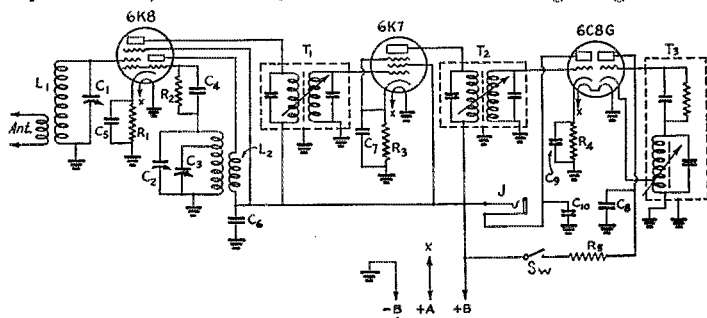 6K8
6K7
6C8G
T1
T2
T3
L1
C1
R2
C4
Ant.
C5
x
R1
C2
C3
L2
C6
C7
x
R3
C9
x
R4
J
C10
C8
Sw
R5
x
-B
+A
+B